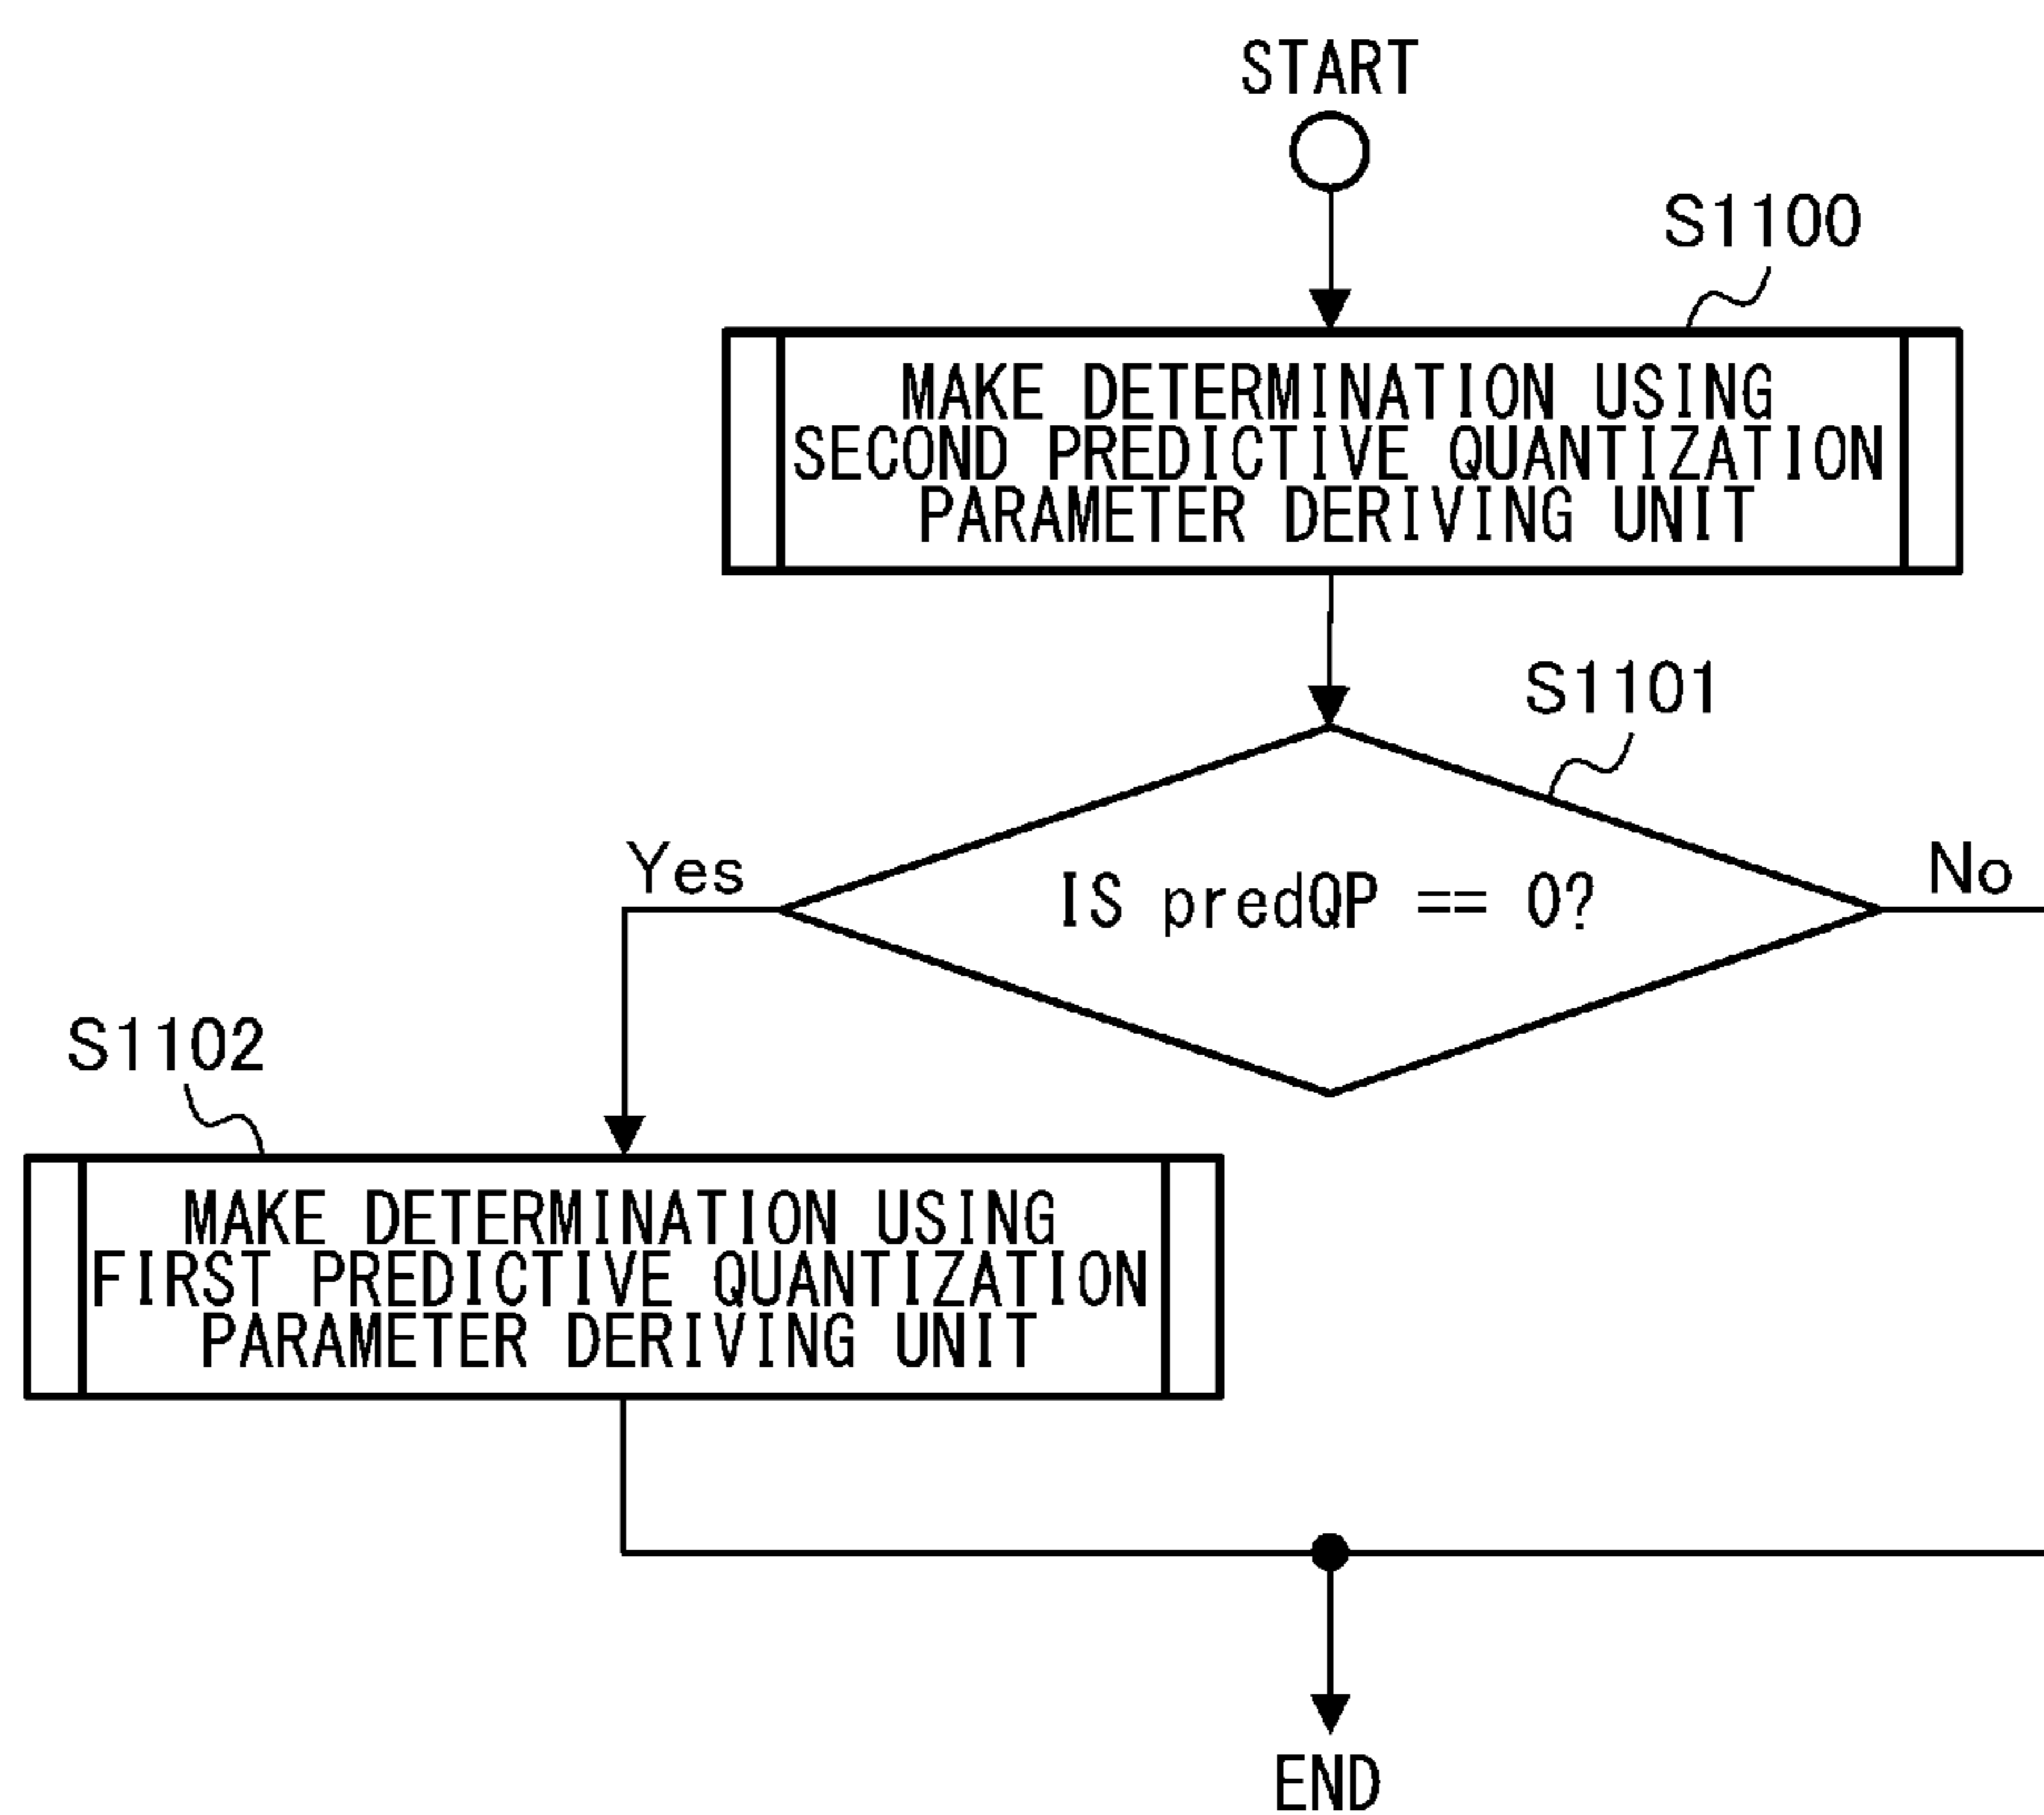 START
S1100
MAKE DETERMINATION USING
SECOND PREDICTIVE QUANTIZATION
PARAMETER DERIVING UNIT
S1101
Yes
IS predQP == 0?
No
S1102
MAKE DETERMINATION USING
FIRST PREDICTIVE QUANTIZATION
PARAMETER DERIVING UNIT
END